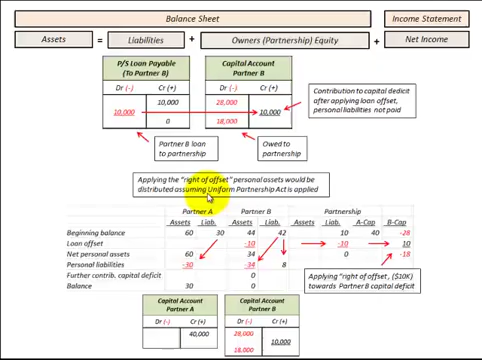 Balance Sheet
Income Statement
Assets = Liabilities + Owners (Partnership) Equity + Net Income
P/S Loan Payable
(To Partner B)
Dr (-) Cr (+)
10,000
10,000
0
Capital Account
Partner B
Dr (-) Cr (+)
28,000
10,000
18,000
Contribution to capital deficit
after applying loan offset,
personal liabilities not paid
Partner B loan
to partnership
Owed to
partnership
Applying the "right of offset" personal assets would be
distributed assuming Uniform Partnership Act is applied
Partner A Partner B Partnership
Assets Liab. Assets Liab. Assets Liab. A-Cap B-Cap
Beginning balance 60 30 44 42 10 40 -28
Loan offset -10 -10 10
Net personal assets 60 34 0 -18
Personal liabilities -30 -34 8
Further contrib. capital deficit 0
Balance 30 0
Applying "right of offset, ($10K)
towards Partner B capital deficit
Capital Account
Partner A
Dr (-) Cr (+)
40,000
Capital Account
Partner B
Dr (-) Cr (+)
28,000
10,000
18,000